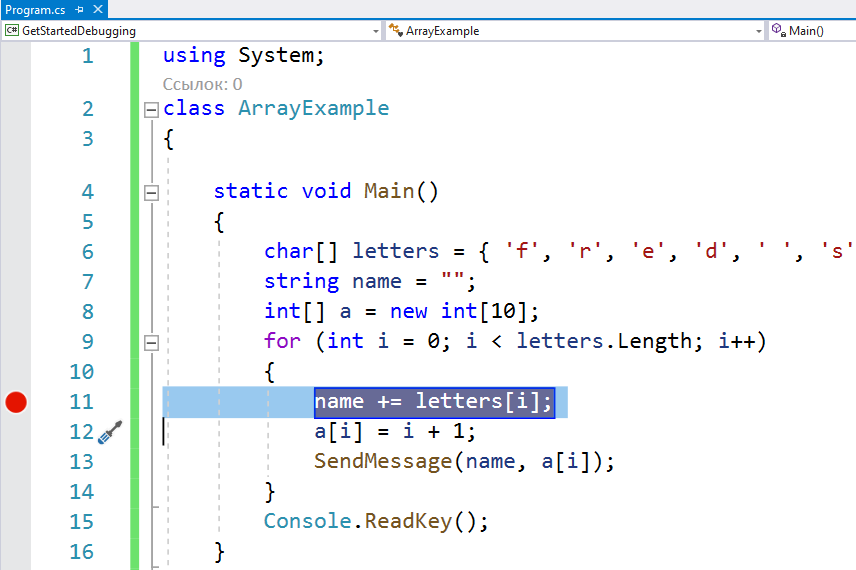 Program.cs
C# GetStartedDebugging ArrayExample Main()
1 using System;
Ссылок: 0
2 class ArrayExample
3 {
4 static void Main()
5 {
6 char[] letters = { 'f', 'r', 'e', 'd', ' ', 's'
7 string name = "";
8 int[] a = new int[10];
9 for (int i = 0; i < letters.Length; i++)
10 {
11 name += letters[i];
12 a[i] = i + 1;
13 SendMessage(name, a[i]);
14 }
15 Console.ReadKey();
16 }